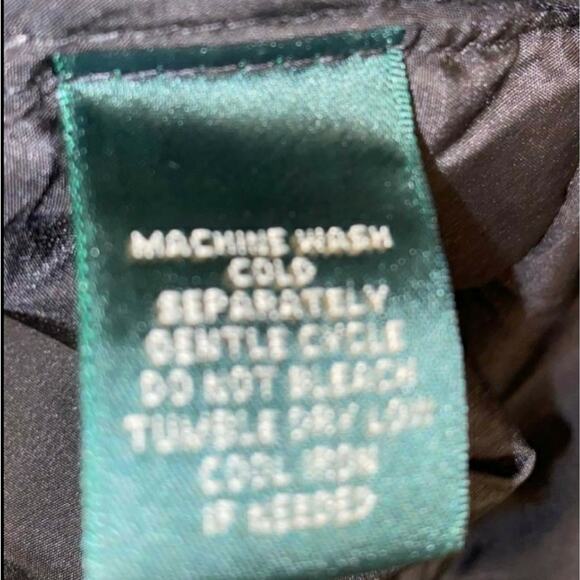 MACHINE WASH
COLD
SEPARATELY
GENTLE CYCLE
DO NOT BLEACH
TUMBLE DRY LOW
COOL IRON
IF NEEDED